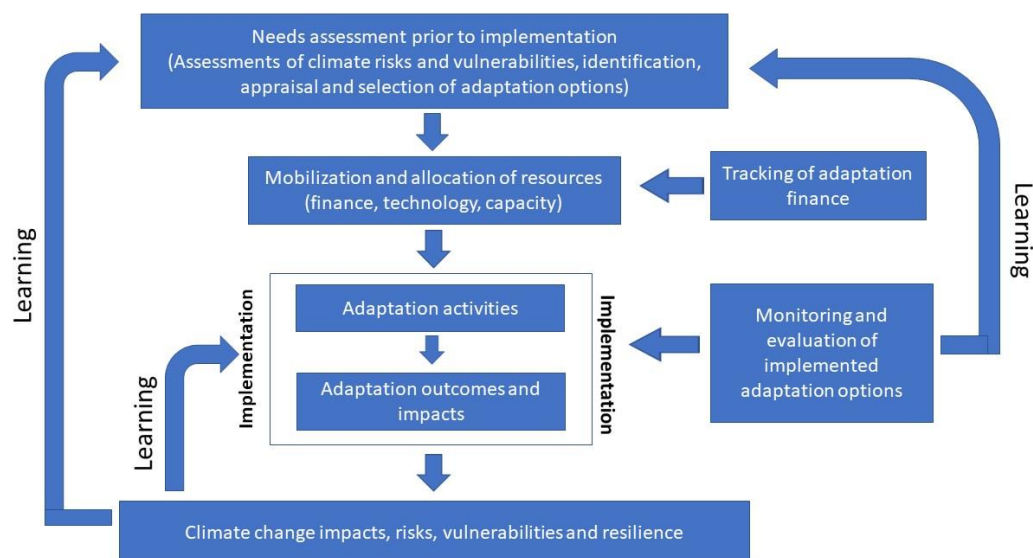 Needs assessment prior to implementation
(Assessments of climate risks and vulnerabilities, identification,
appraisal and selection of adaptation options)
Mobilization and allocation of resources
(finance, technology, capacity)
Tracking of adaptation
finance
Learning
Learning
Implementation
Adaptation activities
Implementation
Monitoring and
evaluation of
implemented
adaptation options
Adaptation outcomes and
impacts
Learning
Climate change impacts, risks, vulnerabilities and resilience